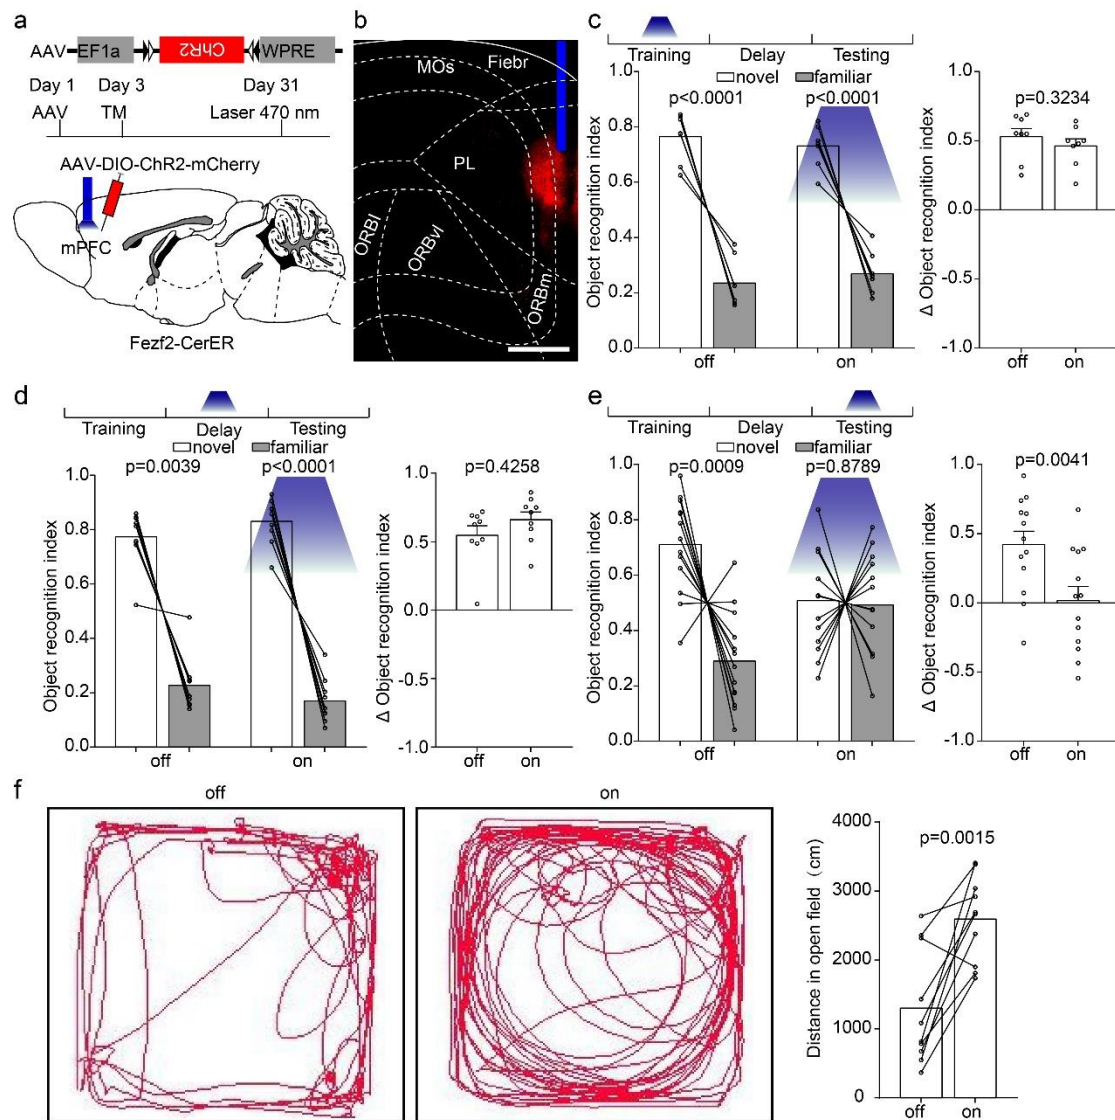 a
AAV EF1a ChR2 WPRE
Day 1 Day 3 Day 31
AAV TM Laser 470 nm
AAV-DIO-ChR2-mCherry
mPFC
Fezf2-CerER
b
MOs Fiebr
PL
ORBl
ORBvl
ORBm
c
Training Delay Testing
novel familiar
Object recognition index
1.0
0.8
0.6
0.4
0.2
0.0
p<0.0001 p<0.0001
off on
Δ Object recognition index
1.0
0.5
0.0
-0.5
-1.0
p=0.3234
off on
d
Training Delay Testing
novel familiar
Object recognition index
1.0
0.8
0.6
0.4
0.2
0.0
p=0.0039 p<0.0001
off on
Δ Object recognition index
1.0
0.5
0.0
-0.5
-1.0
p=0.4258
off on
e
Training Delay Testing
novel familiar
Object recognition index
1.0
0.8
0.6
0.4
0.2
0.0
p=0.0009 p=0.8789
off on
Δ Object recognition index
1.0
0.5
0.0
-0.5
-1.0
p=0.0041
off on
f
off on
Distance in open field (cm)
4000
3000
2000
1000
0
p=0.0015
off on